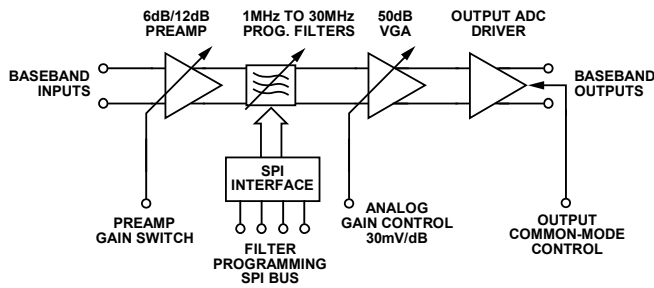 6dB/12dB
PREAMP
1MHz TO 30MHz
PROG. FILTERS
50dB
VGA
OUTPUT ADC
DRIVER
BASEBAND
INPUTS
BASEBAND
OUTPUTS
SPI
INTERFACE
PREAMP
GAIN SWITCH
FILTER
PROGRAMMING
SPI BUS
ANALOG
GAIN CONTROL
30mV/dB
OUTPUT
COMMON-MODE
CONTROL